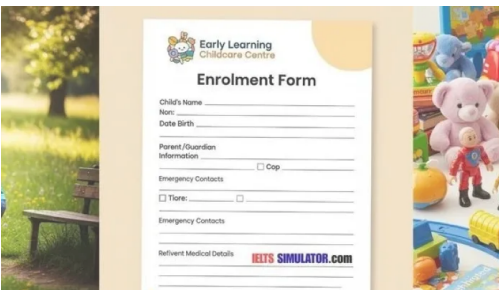 Early Learning
Childcare Centre
Enrolment Form
Child's Name
Non:
Date Birth
Parent/Guardian
Information
Cop
Emergency Contacts
Tiore:
Emergency Contacts
Refivent Medical Details
IELTS SIMULATOR.com